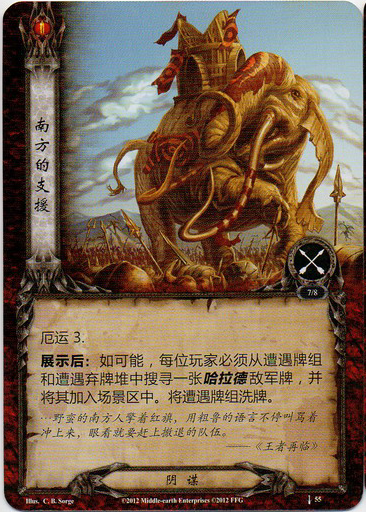 南方的支援
7/8
厄运 3.
展示后：如可能，每位玩家必须从遭遇牌组
和遭遇弃牌堆中搜寻一张哈拉德敌军牌，并
将其加入场景区中。将遭遇牌组洗牌。
…野蛮的南方人擎着红旗，用粗鲁的语言不停叫骂着
冲上来，眼看就要赶上撤退的队伍。
——《王者再临》
阴谋
Illus. C. B. Sorge
©2012 Middle-earth Enterprises ©2012 FFG
55